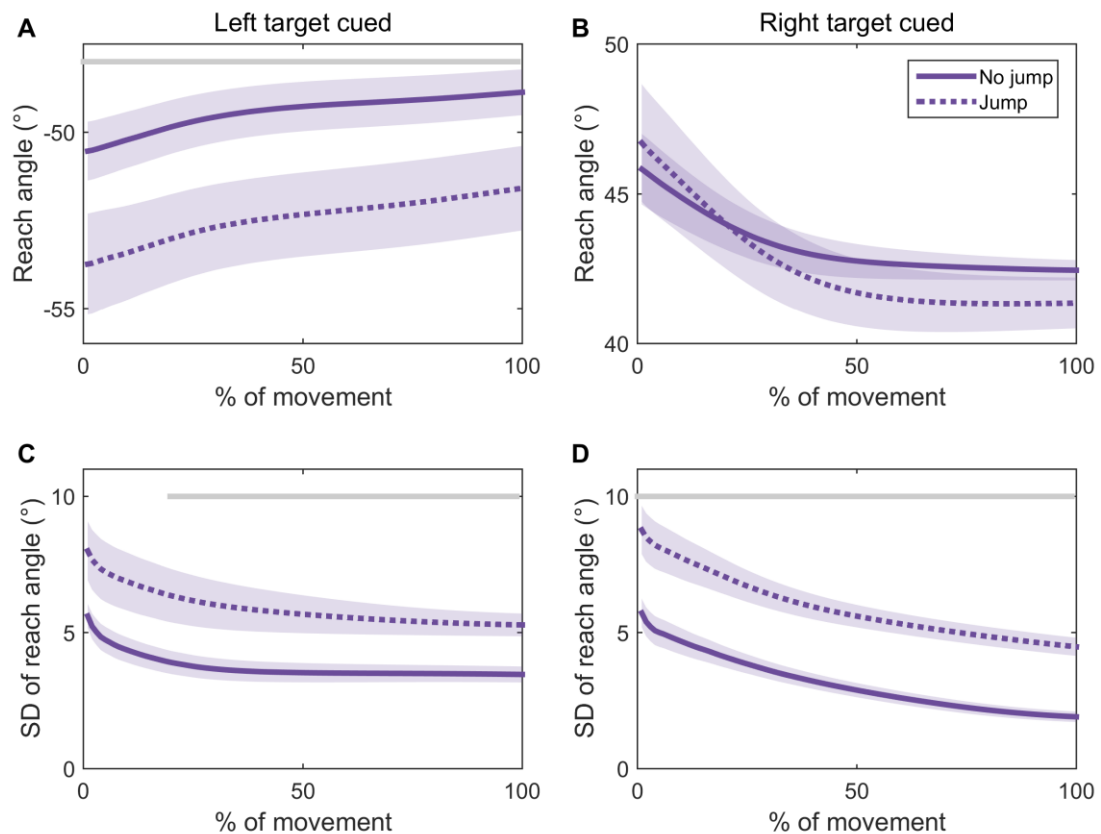 A
Left target cued
Reach angle (°)
-50
-55
0
50
100
% of movement
B
Right target cued
No jump
Jump
Reach angle (°)
50
45
40
0
50
100
% of movement
C
SD of reach angle (°)
10
5
0
0
50
100
% of movement
D
SD of reach angle (°)
10
5
0
0
50
100
% of movement